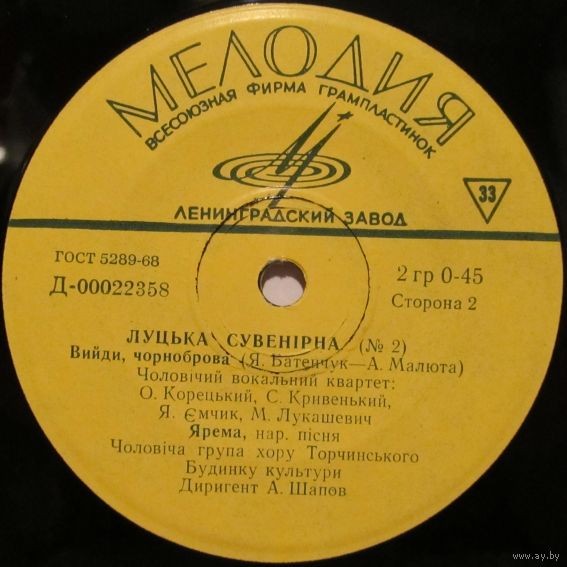 МЕЛОДИЯ
ВСЕСОЮЗНАЯ ФИРМА ГРАМПЛАСТИНОК
33
ЛЕНИНГРАДСКИЙ ЗАВОД
ГОСТ 5289-68
2 гр 0-45
Д-00022358
Сторона 2
ЛУЦЬКА СУВЕНІРНА (№ 2)
Вийди, чорноброва (Я. Батенчук—А. Малюта)
Чоловічий вокальний квартет:
О. Корецький, С. Кривенький,
Я. Ємчик, М. Лукашевич
Ярема, нар. пісня
Чоловіча група хору Торчинського
Будинку культури
Диригент А. Шапов
www.ay.by